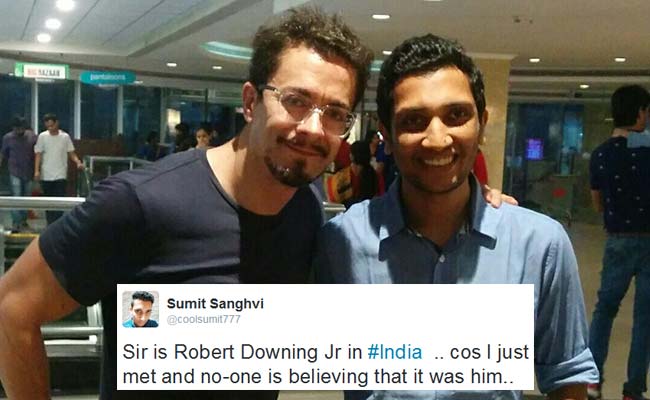 BIG BAZAAR
pantaloons
Sumit Sanghvi
@coolsumit777
Sir is Robert Downing Jr in #India .. cos I just
met and no-one is believing that it was him..